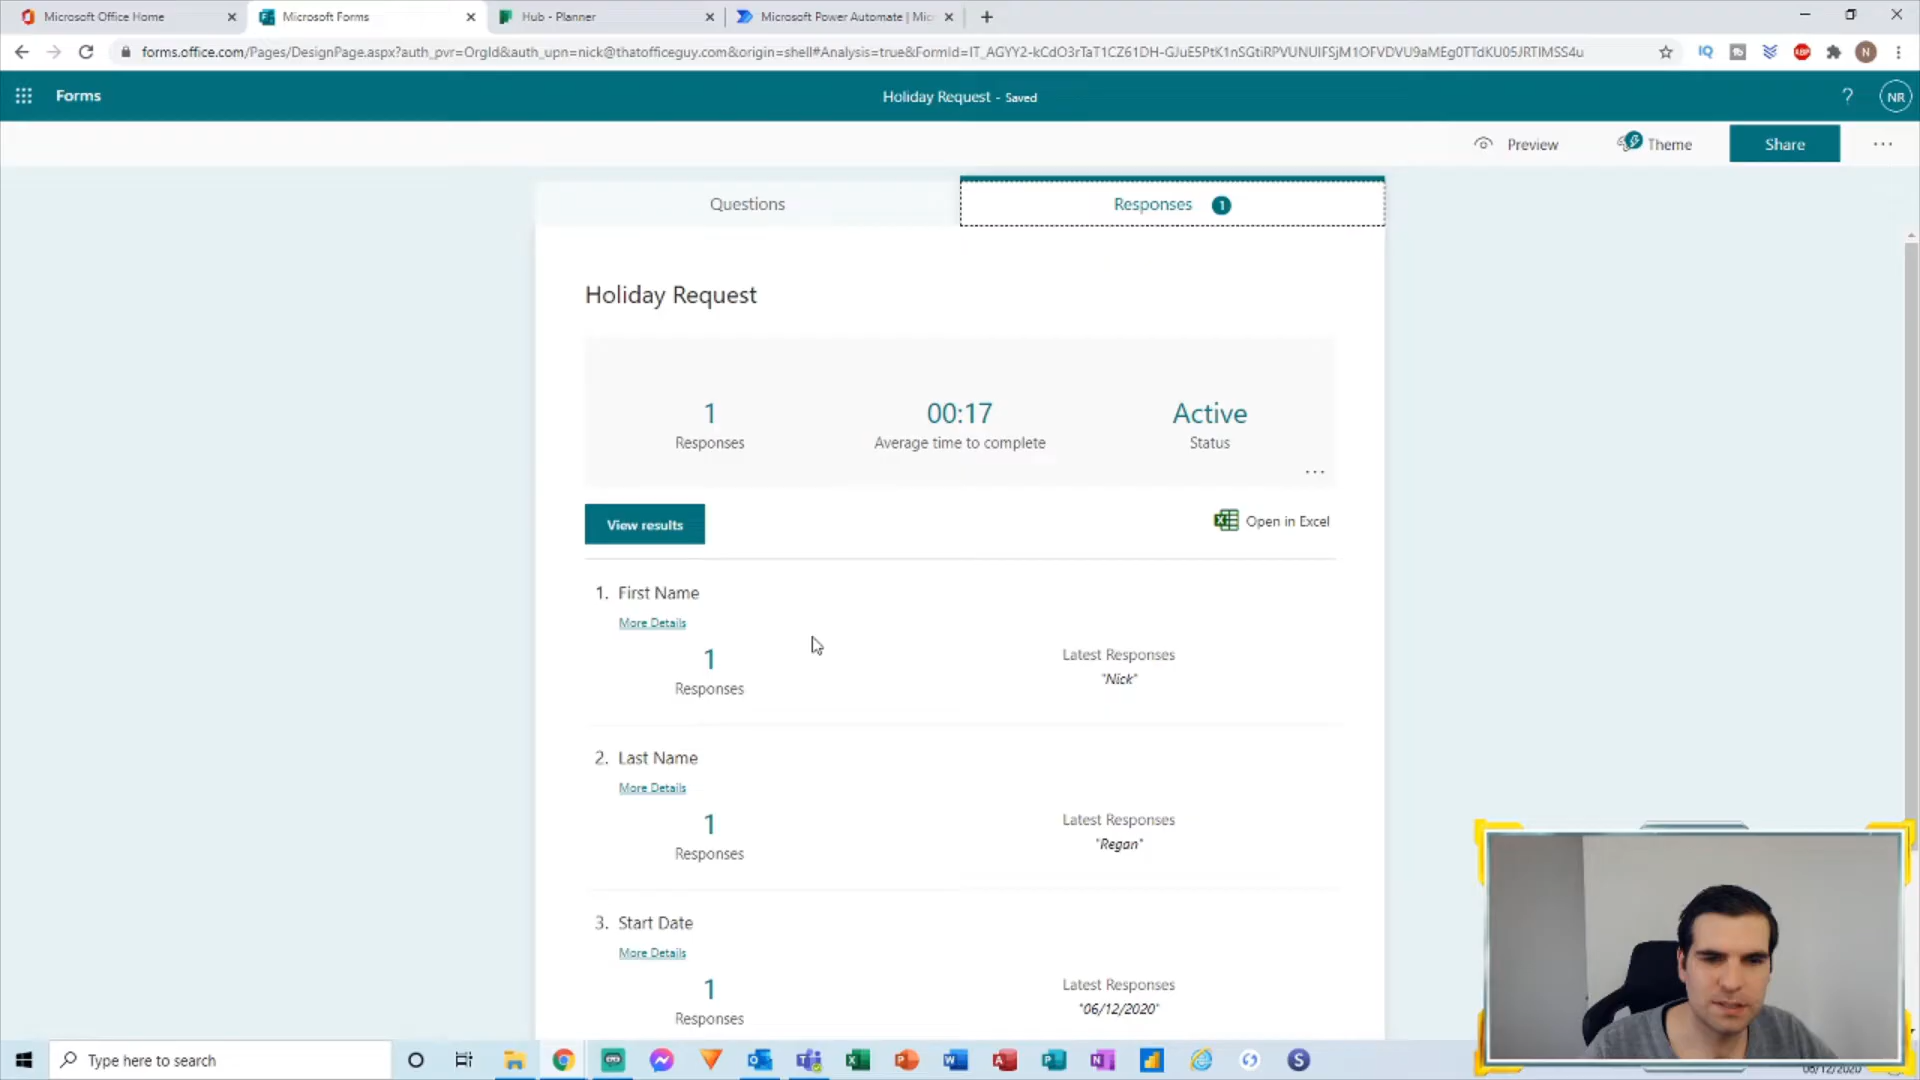 Microsoft Office Home
Microsoft Forms
Hub - Planner
Microsoft Power Automate | Mic
forms.office.com/Pages/DesignPage.aspx?auth_pvr=OrgId&auth_upn=nick@thatofficeguy.com&origin=shell#Analysis=true&FormId=IT_AGYY2-kCdO3rTaT1CZ61DH-GJuE5PtK1nSGtiRPVUNUlFSjM1OFVDVU9aMEg0TTdKU05JRTlMSS4u
N
Forms
Holiday Request - Saved
?
NR
Preview
Theme
Share
Questions
Responses 1
Holiday Request
1
Responses
00:17
Average time to complete
Active
Status
View results
Open in Excel
1. First Name
More Details
1
Responses
Latest Responses
"Nick"
2. Last Name
More Details
1
Responses
Latest Responses
"Regan"
3. Start Date
More Details
1
Responses
Latest Responses
"06/12/2020"
Type here to search
06/12/2020